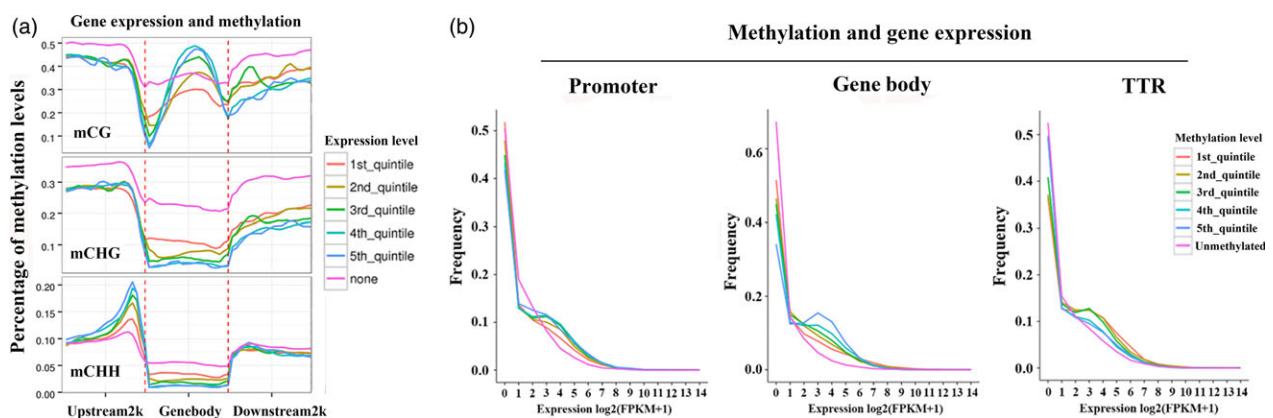 (a)
Gene expression and methylation
Percentage of methylation levels
0.5
0.4
0.3
0.2
0.1
mCG
0.3
0.2
0.1
mCHG
0.20
0.15
0.10
0.05
0.00
mCHH
Upstream2k Genebody Downstream2k
Expression level
1st_quintile
2nd_quintile
3rd_quintile
4th_quintile
5th_quintile
none
(b)
Methylation and gene expression
Promoter
Frequency
0.5
0.4
0.3
0.2
0.1
0.0
0 1 2 3 4 5 6 7 8 9 10 11 12 13 14
Expression log2(FPKM+1)
Gene body
Frequency
0.6
0.4
0.2
0.0
0 1 2 3 4 5 6 7 8 9 10 11 12 13 14
Expression log2(FPKM+1)
TTR
Frequency
0.5
0.4
0.3
0.2
0.1
0.0
0 1 2 3 4 5 6 7 8 9 10 11 12 13 14
Expression log2(FPKM+1)
Methylation level
1st_quintile
2nd_quintile
3rd_quintile
4th_quintile
5th_quintile
Unmethylated